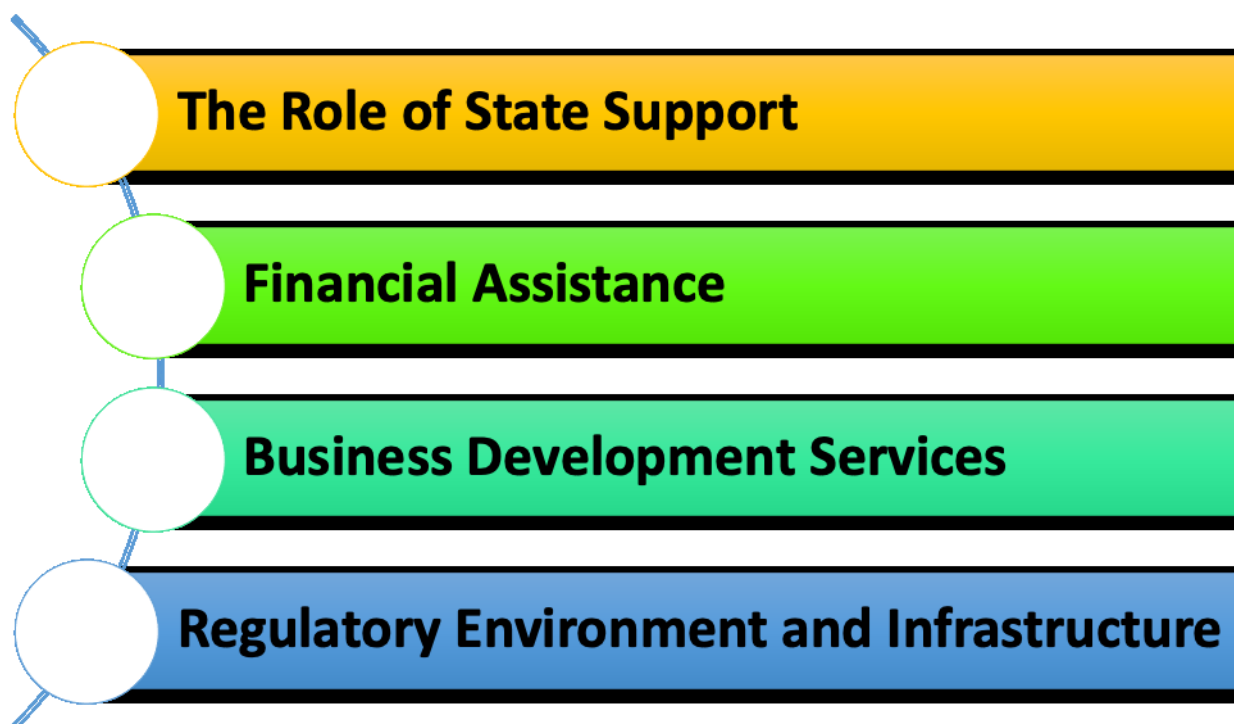 The Role of State Support
Financial Assistance
Business Development Services
Regulatory Environment and Infrastructure